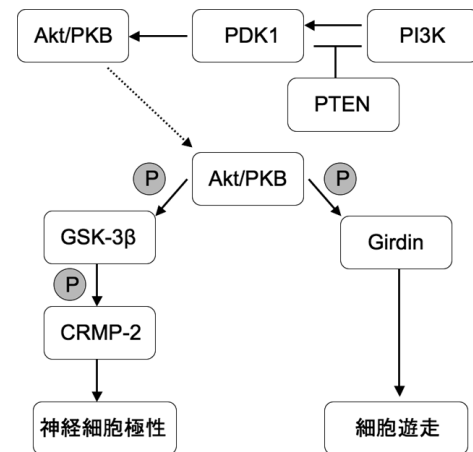 Akt/PKB
PDK1
PI3K
PTEN
Akt/PKB
P
P
GSK-3β
Girdin
P
CRMP-2
神経細胞極性
細胞遊走